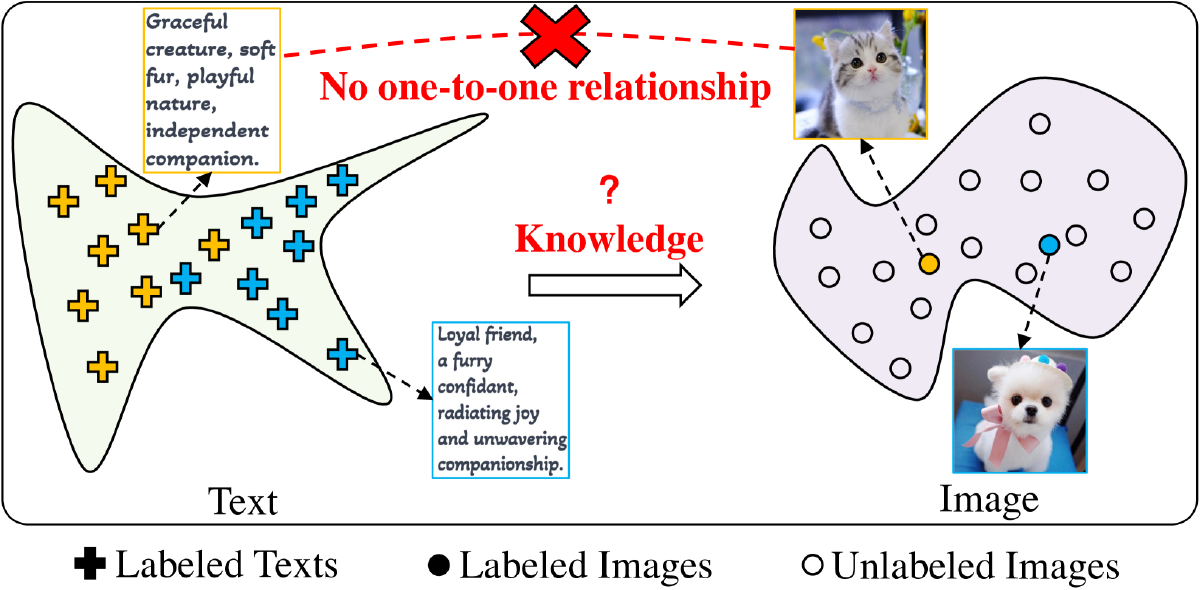 Graceful
creature, soft
fur, playful
nature,
independent
companion.
No one-to-one relationship
?
Knowledge
Loyal friend,
a furry
confidant,
radiating joy
and unwavering
companionship.
Text
Image
Labeled Texts
Labeled Images
Unlabeled Images